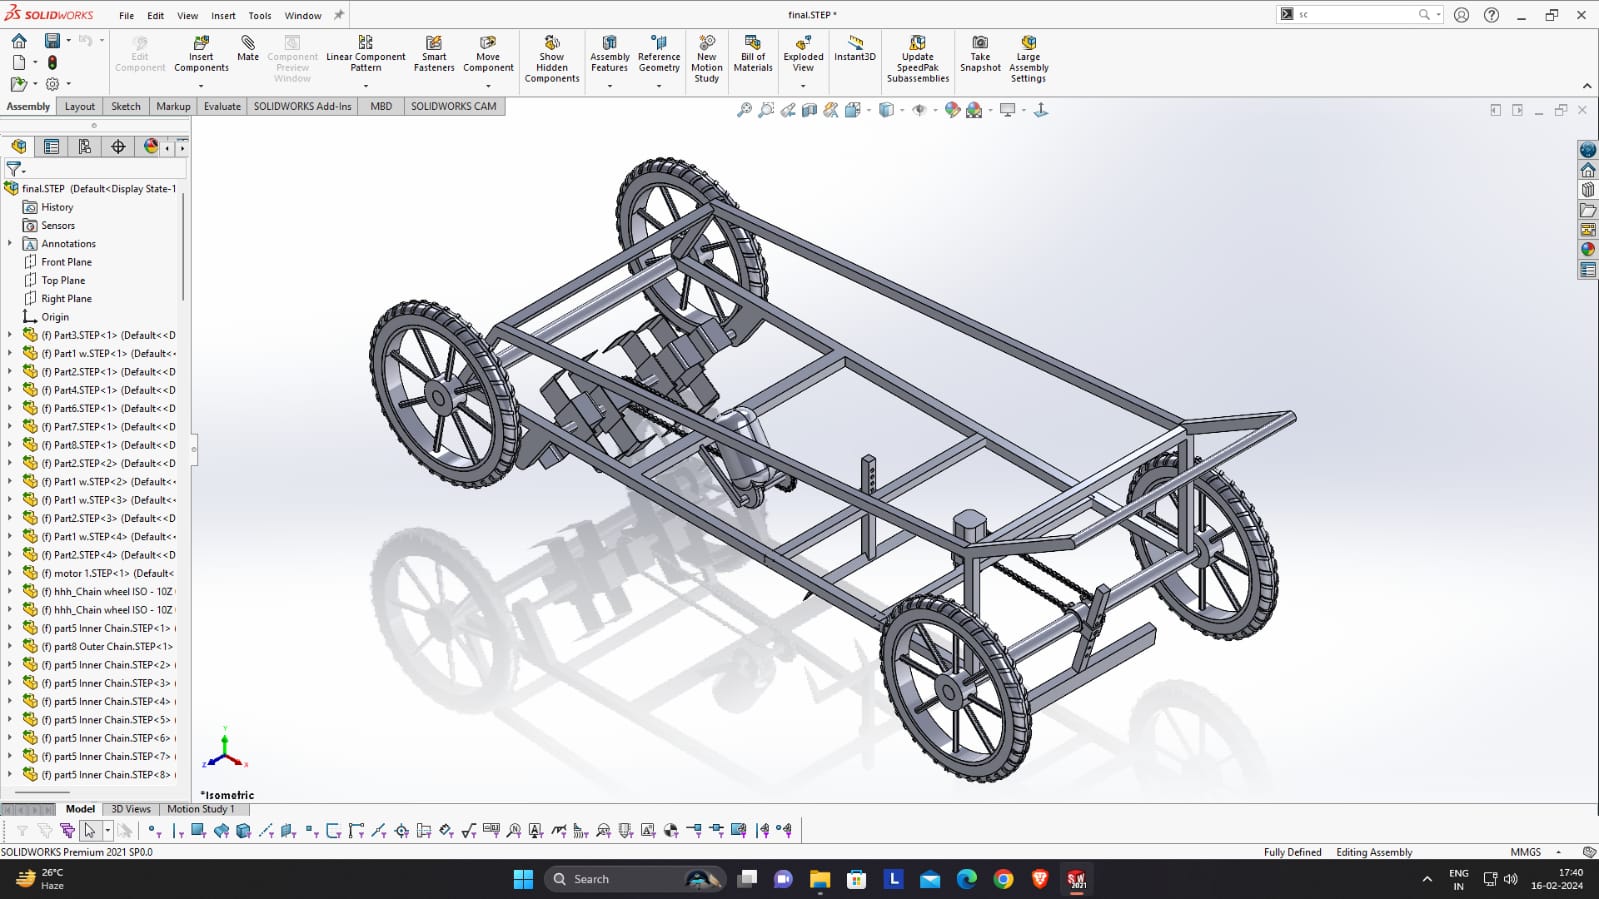 SOLIDWORKS File Edit View Insert Tools Window final.STEP * sc
Edit Component
Insert Components
Mate
Component Preview Window
Linear Component Pattern
Smart Fasteners
Move Component
Show Hidden Components
Assembly Features
Reference Geometry
New Motion Study
Bill of Materials
Exploded View
Instant3D
Update SpeedPak Subassemblies
Take Snapshot
Large Assembly Settings
Assembly Layout Sketch Markup Evaluate SOLIDWORKS Add-Ins MBD SOLIDWORKS CAM
final.STEP (Default<Display State-1
History
Sensors
Annotations
Front Plane
Top Plane
Right Plane
Origin
(f) Part3.STEP<1> (Default<<D
(f) Part1 w.STEP<1> (Default<<
(f) Part2.STEP<1> (Default<<D
(f) Part4.STEP<1> (Default<<D
(f) Part6.STEP<1> (Default<<D
(f) Part7.STEP<1> (Default<<D
(f) Part8.STEP<1> (Default<<D
(f) Part2.STEP<2> (Default<<D
(f) Part1 w.STEP<2> (Default<<
(f) Part1 w.STEP<3> (Default<<
(f) Part2.STEP<3> (Default<<D
(f) Part1 w.STEP<4> (Default<<
(f) Part2.STEP<4> (Default<<D
(f) motor 1.STEP<1> (Default<
(f) hhh_Chain wheel ISO - 10Z
(f) hhh_Chain wheel ISO - 10Z
(f) part5 Inner Chain.STEP<1> (
(f) part8 Outer Chain.STEP<1>
(f) part5 Inner Chain.STEP<2> (
(f) part5 Inner Chain.STEP<3> (
(f) part5 Inner Chain.STEP<4> (
(f) part5 Inner Chain.STEP<5> (
(f) part5 Inner Chain.STEP<6> (
(f) part5 Inner Chain.STEP<7> (
(f) part5 Inner Chain.STEP<8> (
Y
Z X
*Isometric
Model 3D Views Motion Study 1
SOLIDWORKS Premium 2021 SP0.0 Fully Defined Editing Assembly MMGS
26°C
Haze
Search
ENG
IN
17:40
16-02-2024